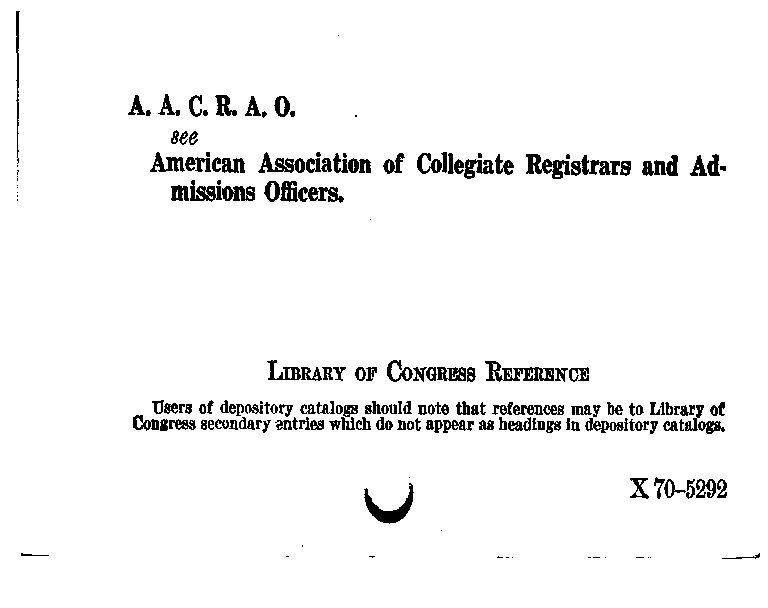 A. A. C. R. A. O.
see
American Association of Collegiate Registrars and Ad-
missions Officers.
LIBRARY OF CONGRESS REFERENCE
Users of depository catalogs should note that references may be to Library of
Congress secondary entries which do not appear as headings in depository catalogs.
X 70–5292